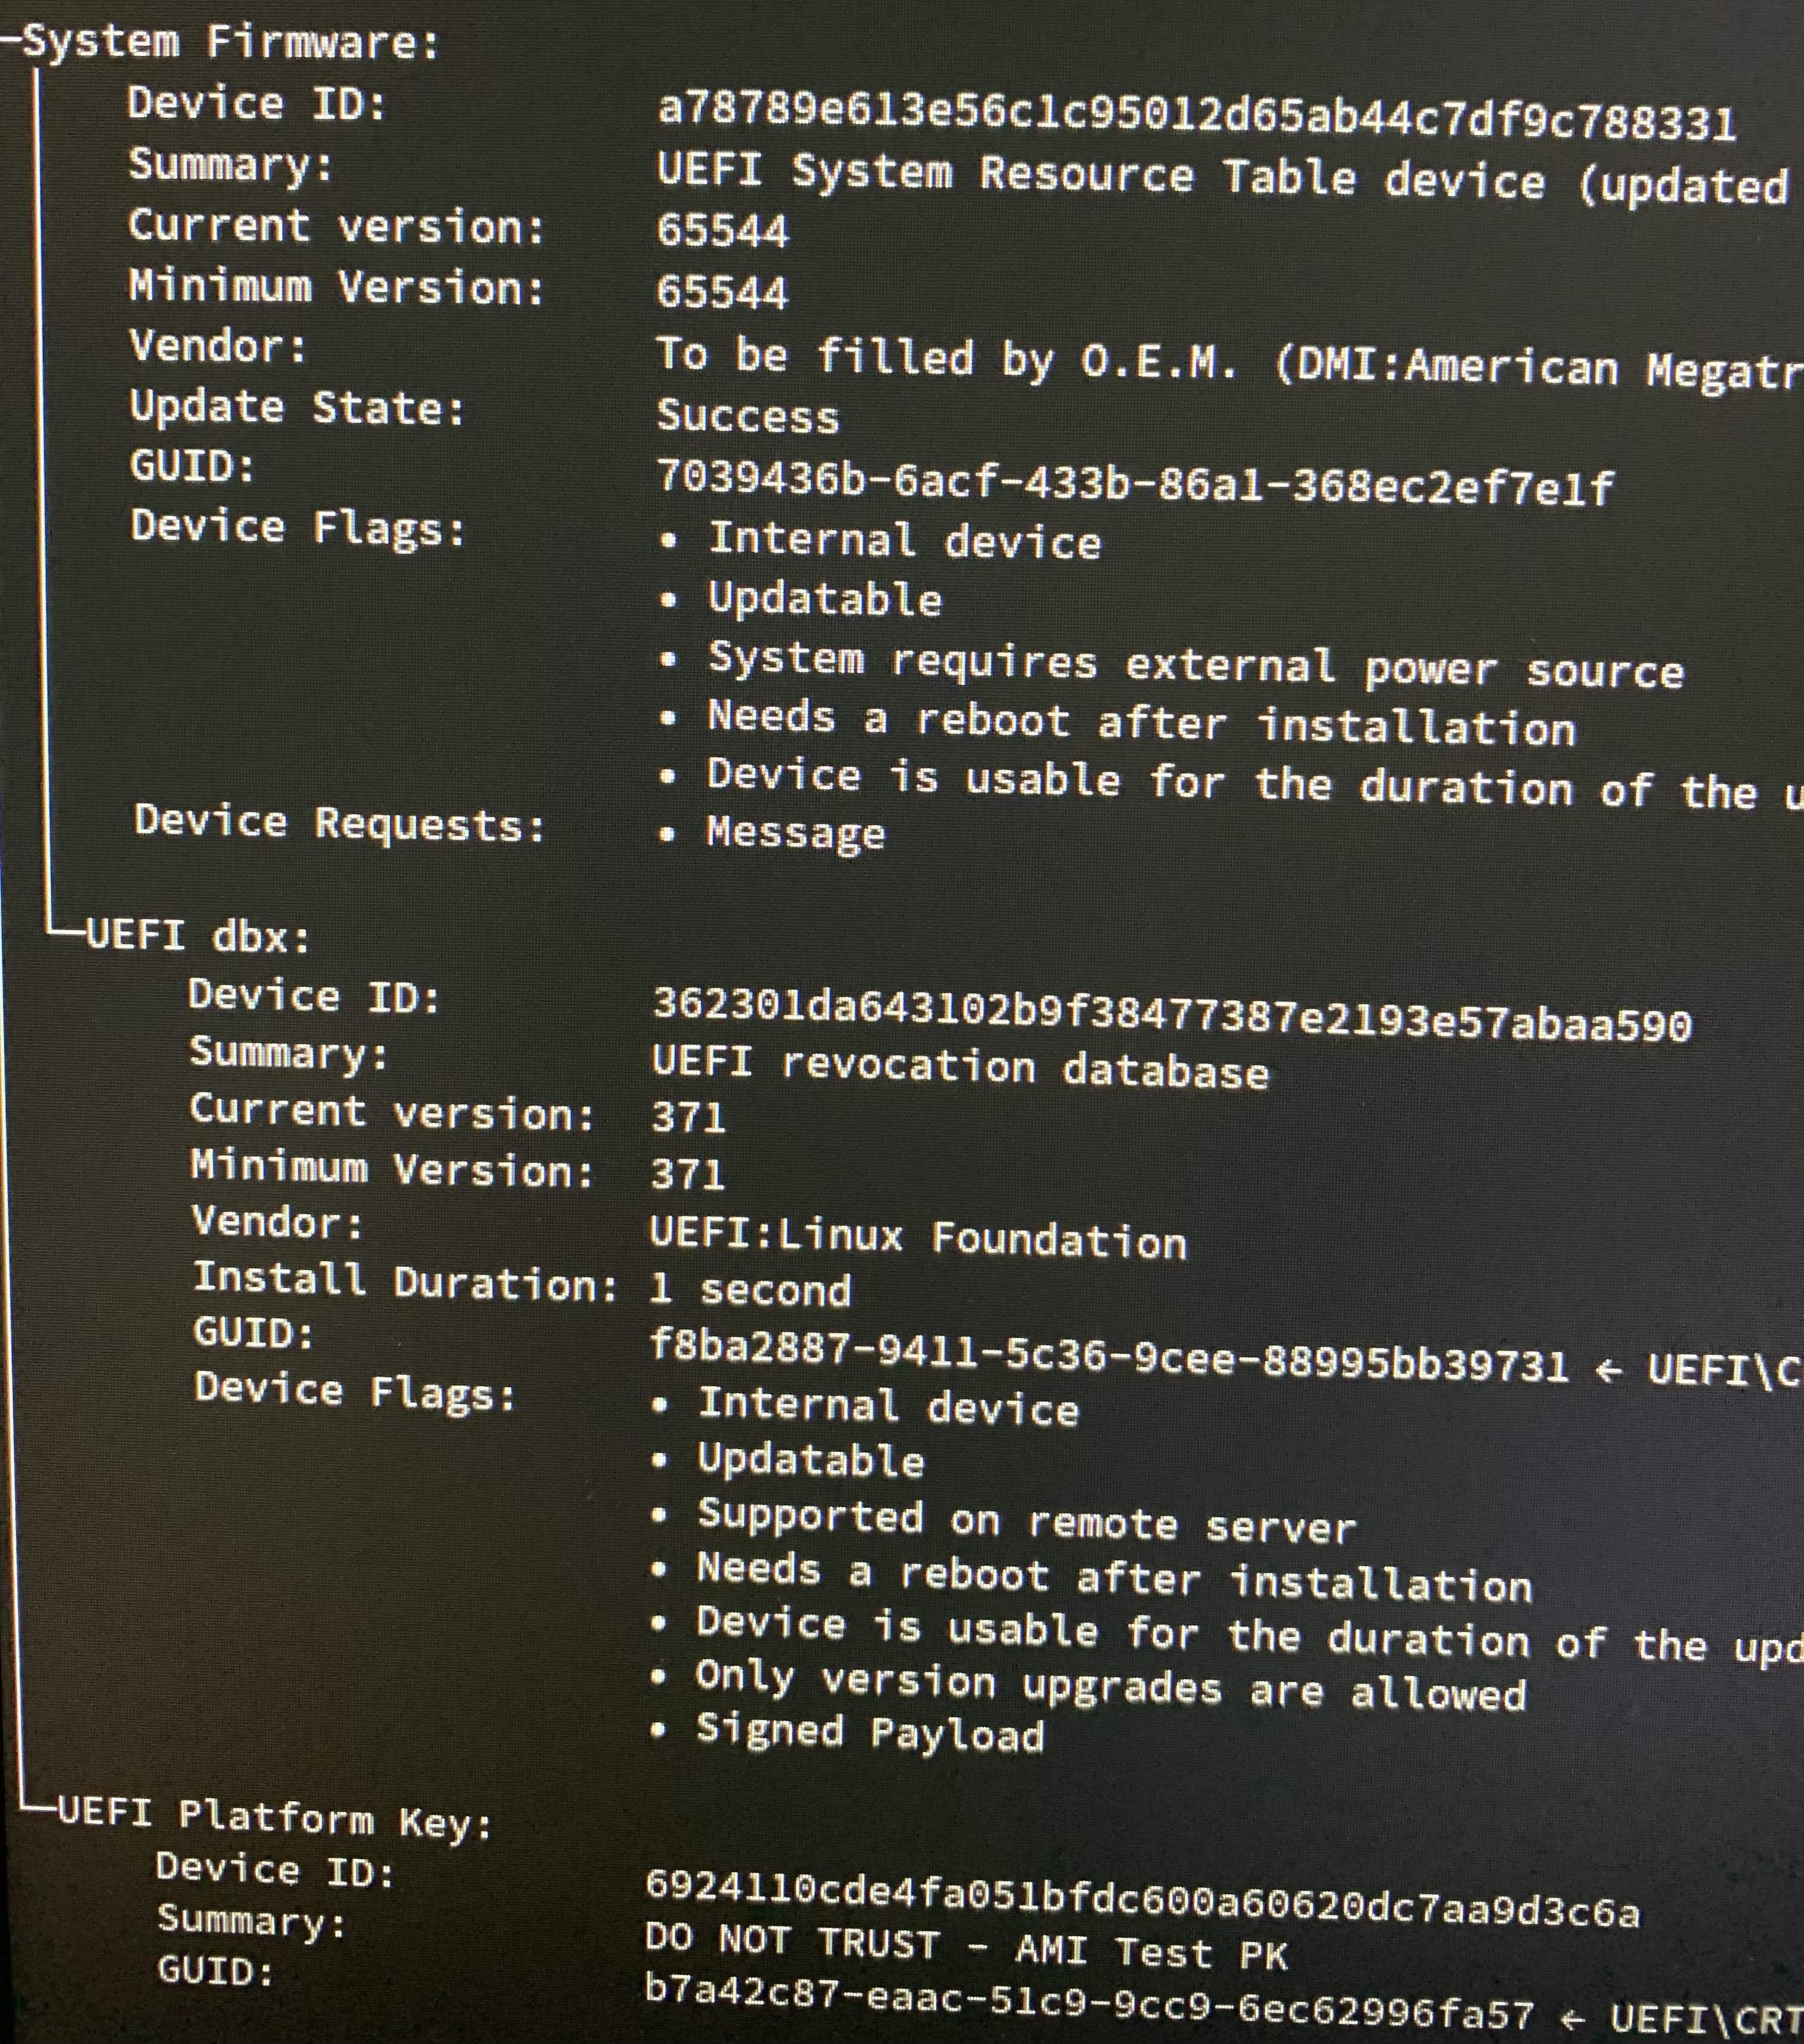 System Firmware:
Device ID: a78789e613e56c1c95012d65ab44c7df9c788331
Summary: UEFI System Resource Table device (updated
Current version: 65544
Minimum Version: 65544
Vendor: To be filled by O.E.M. (DMI:American Megatr
Update State: Success
GUID: 7039436b-6acf-433b-86a1-368ec2ef7e1f
Device Flags: • Internal device
• Updatable
• System requires external power source
• Needs a reboot after installation
• Device is usable for the duration of the u
Device Requests: • Message
UEFI dbx:
Device ID: 362301da643102b9f38477387e2193e57abaa590
Summary: UEFI revocation database
Current version: 371
Minimum Version: 371
Vendor: UEFI:Linux Foundation
Install Duration: 1 second
GUID: f8ba2887-9411-5c36-9cee-88995bb39731 ← UEFI\C
Device Flags: • Internal device
• Updatable
• Supported on remote server
• Needs a reboot after installation
• Device is usable for the duration of the upd
• Only version upgrades are allowed
• Signed Payload
UEFI Platform Key:
Device ID: 6924110cde4fa051bfdc600a60620dc7aa9d3c6a
Summary: DO NOT TRUST - AMI Test PK
GUID: b7a42c87-eaac-51c9-9cc9-6ec62996fa57 ← UEFI\CRT